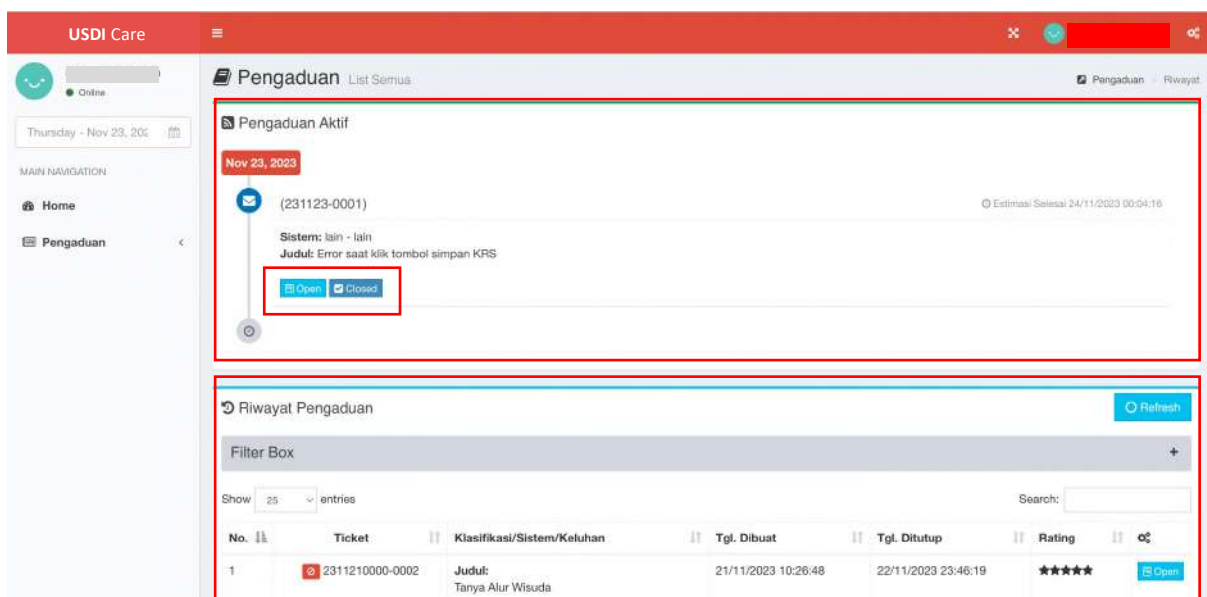 USDI Care
Pengaduan List Semua
Pengaduan Riwayat
Online
Thursday - Nov 23, 202
MAIN NAVIGATION
Home
Pengaduan
Pengaduan Aktif
Nov 23, 2023
(231123-0001)
Estimasi Selesai 24/11/2023 00:04:16
Sistem: lain - lain
Judul: Error saat klik tombol simpan KRS
Open Closed
Riwayat Pengaduan
Refresh
Filter Box +
Show 25 entries
Search:
No. Ticket Klasifikasi/Sistem/Keluhan Tgl. Dibuat Tgl. Ditutup Rating
1 2311210000-0002 Judul: 21/11/2023 10:26:48 22/11/2023 23:46:19 ★★★★★ Open
Tanya Alur Wisuda